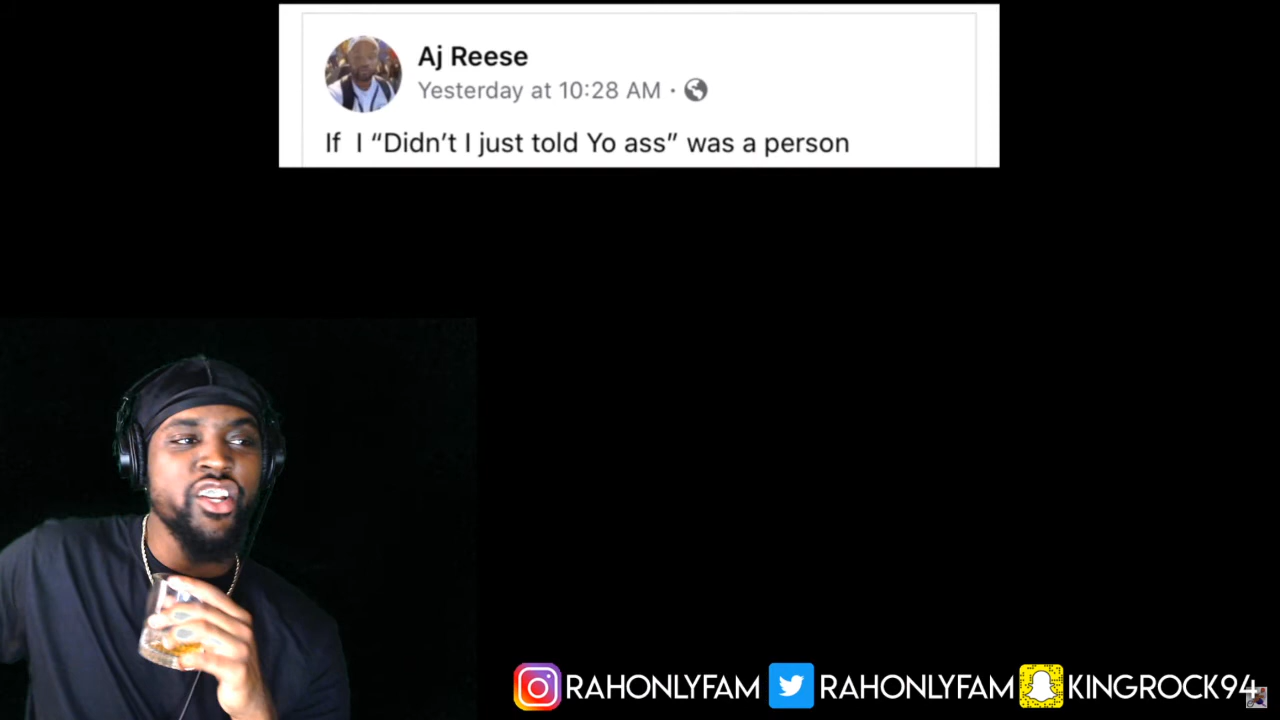 Aj Reese
Yesterday at 10:28 AM ·
If I “Didn’t I just told Yo ass” was a person
RAHONLYFAM RAHONLYFAM KINGROCK94